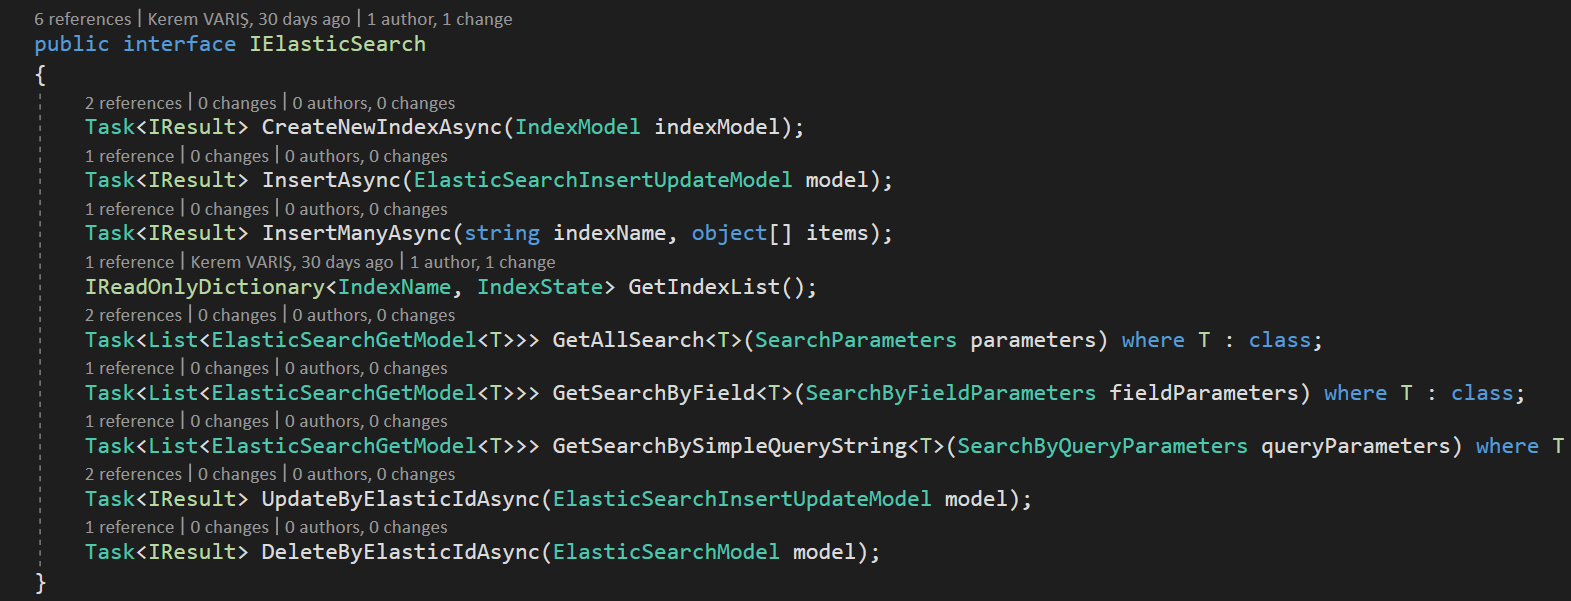 6 references | Kerem VARIŞ, 30 days ago | 1 author, 1 change
public interface IElasticSearch
{
2 references | 0 changes | 0 authors, 0 changes
Task<IResult> CreateNewIndexAsync(IndexModel indexModel);
1 reference | 0 changes | 0 authors, 0 changes
Task<IResult> InsertAsync(ElasticSearchInsertUpdateModel model);
1 reference | 0 changes | 0 authors, 0 changes
Task<IResult> InsertManyAsync(string indexName, object[] items);
1 reference | Kerem VARIŞ, 30 days ago | 1 author, 1 change
IReadOnlyDictionary<IndexName, IndexState> GetIndexList();
2 references | 0 changes | 0 authors, 0 changes
Task<List<ElasticSearchGetModel<T>>> GetAllSearch<T>(SearchParameters parameters) where T : class;
1 reference | 0 changes | 0 authors, 0 changes
Task<List<ElasticSearchGetModel<T>>> GetSearchByField<T>(SearchByFieldParameters fieldParameters) where T : class;
1 reference | 0 changes | 0 authors, 0 changes
Task<List<ElasticSearchGetModel<T>>> GetSearchBySimpleQueryString<T>(SearchByQueryParameters queryParameters) where T
2 references | 0 changes | 0 authors, 0 changes
Task<IResult> UpdateByElasticIdAsync(ElasticSearchInsertUpdateModel model);
1 reference | 0 changes | 0 authors, 0 changes
Task<IResult> DeleteByElasticIdAsync(ElasticSearchModel model);
}